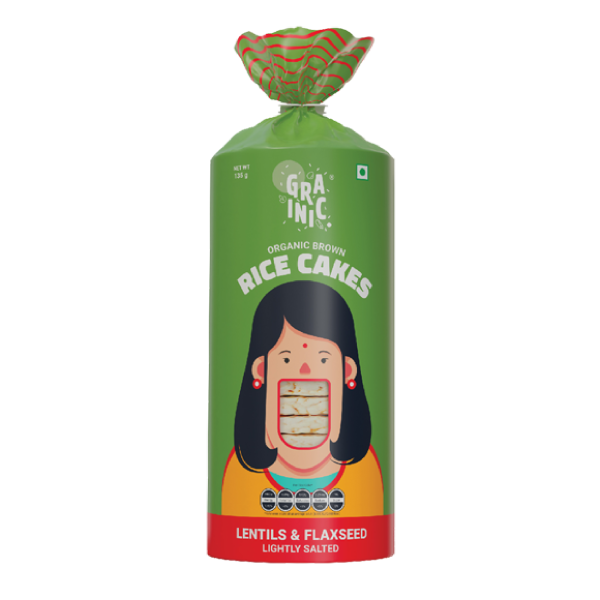 NET WT
135 g
GRA
INIC.
ORGANIC BROWN
RICE CAKES
LENTILS & FLAXSEED
LIGHTLY SALTED